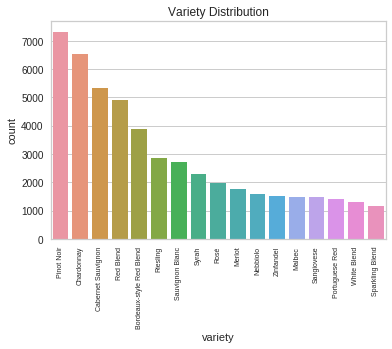 Variety Distribution
count
7000
6000
5000
4000
3000
2000
1000
0
Pinot Noir
Chardonnay
Cabernet Sauvignon
Red Blend
Bordeaux-style Red Blend
Riesling
Sauvignon Blanc
Syrah
Rosé
Merlot
Nebbiolo
Zinfandel
Malbec
Sangiovese
Portuguese Red
White Blend
Sparkling Blend
variety